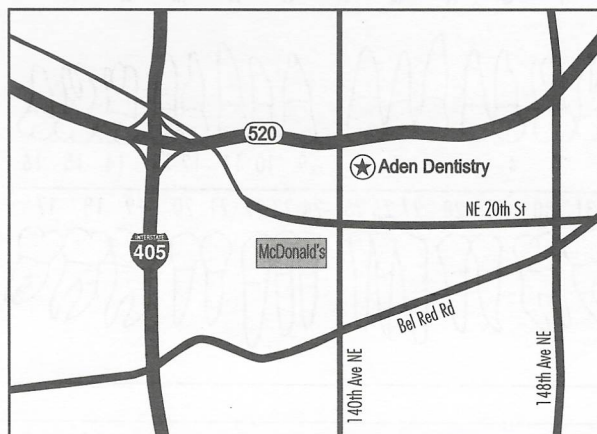 520
Aden Dentistry
NE 20th St
INTERSTATE
405
McDonald's
Bel Red Rd
140th Ave NE
148th Ave NE